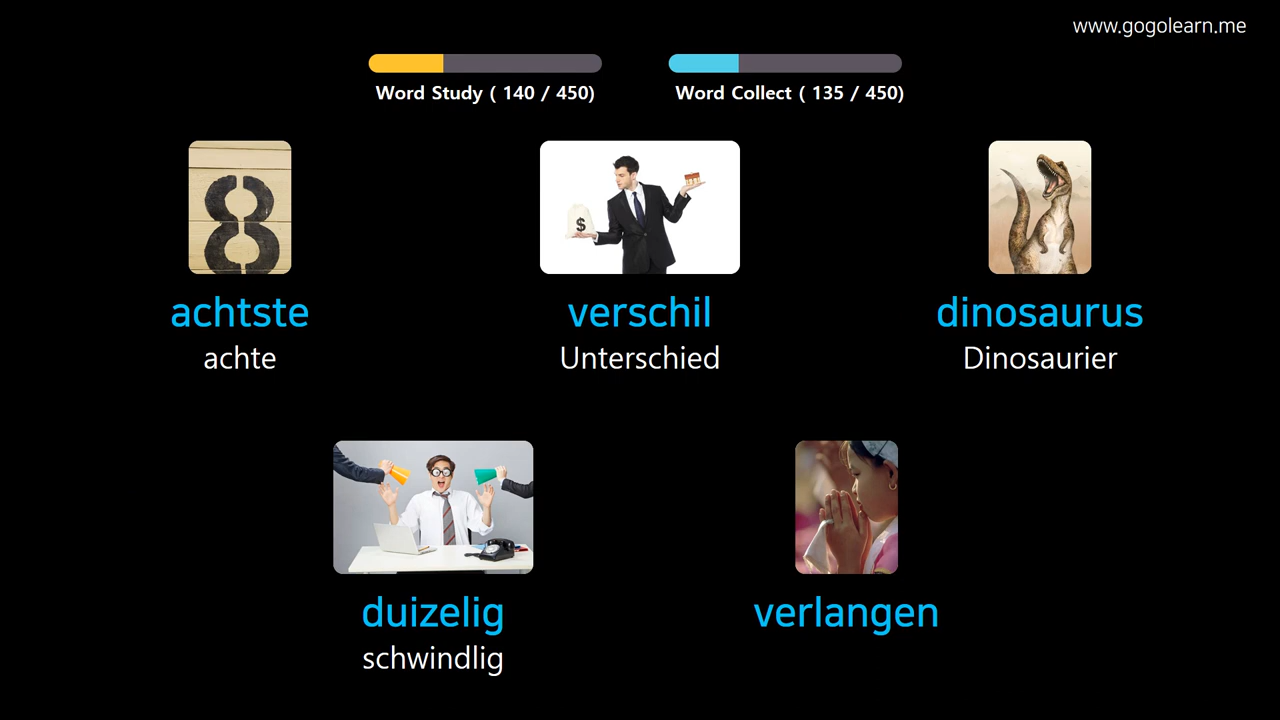 www.gogolearn.me
Word Study ( 140 / 450)
Word Collect ( 135 / 450)
8
achtste
achte
$
verschil
Unterschied
dinosaurus
Dinosaurier
duizelig
schwindlig
verlangen